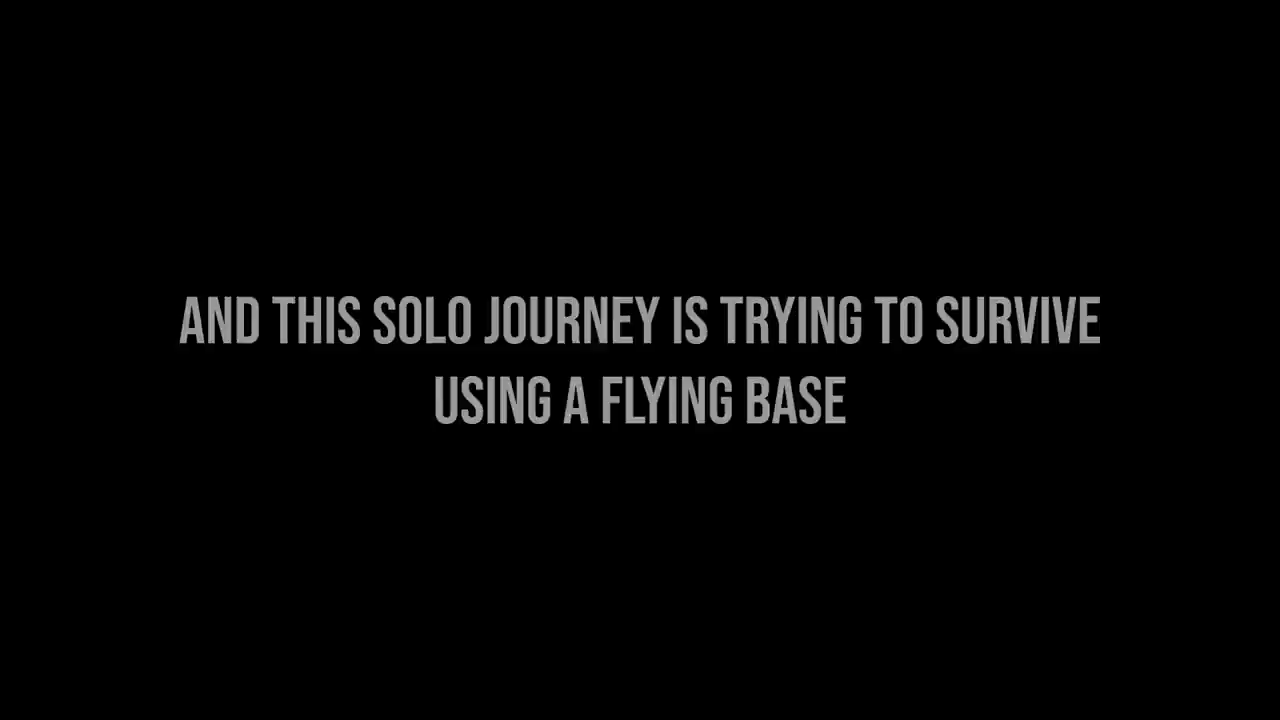 AND THIS SOLO JOURNEY IS TRYING TO SURVIVE
USING A FLYING BASE